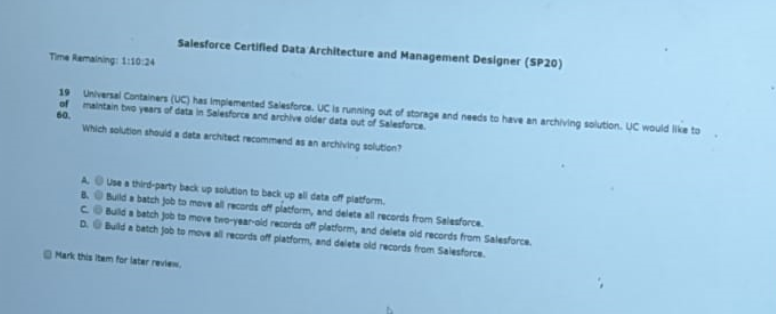 Salesforce Certified Data Architecture and Management Designer (SP20)
Time Remaining: 1:10:24
19 of 60. Universal Containers (UC) has implemented Salesforce. UC is running out of storage and needs to have an archiving solution. UC would like to
maintain two years of data in Salesforce and archive older data out of Salesforce.
Which solution should a data architect recommend as an archiving solution?
A. Use a third-party back up solution to back up all data off platform.
B. Build a batch job to move all records off platform, and delete all records from Salesforce.
C. Build a batch job to move two-year-old records off platform, and delete old records from Salesforce.
D. Build a batch job to move all records off platform, and delete old records from Salesforce.
Mark this item for later review.